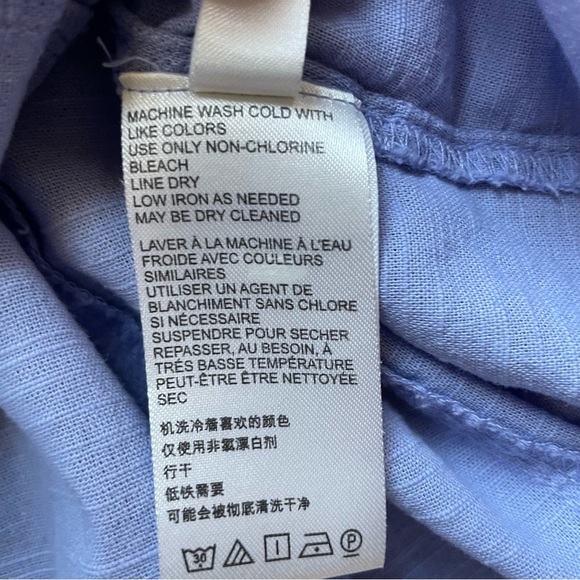 MACHINE WASH COLD WITH
LIKE COLORS
USE ONLY NON-CHLORINE
BLEACH
LINE DRY
LOW IRON AS NEEDED
MAY BE DRY CLEANED
LAVER À LA MACHINE À L'EAU
FROIDE AVEC COULEURS
SIMILAIRES
UTILISER UN AGENT DE
BLANCHIMENT SANS CHLORE
SI NÉCESSAIRE
SUSPENDRE POUR SECHER
REPASSER, AU BESOIN, À
TRÉS BASSE TEMPÉRATURE
PEUT-ÊTRE ÊTRE NETTOYÉE
SEC
机洗冷着喜欢的颜色
仅使用非氯漂白剂
行干
低铁需要
可能会被彻底清洗干净
30 P